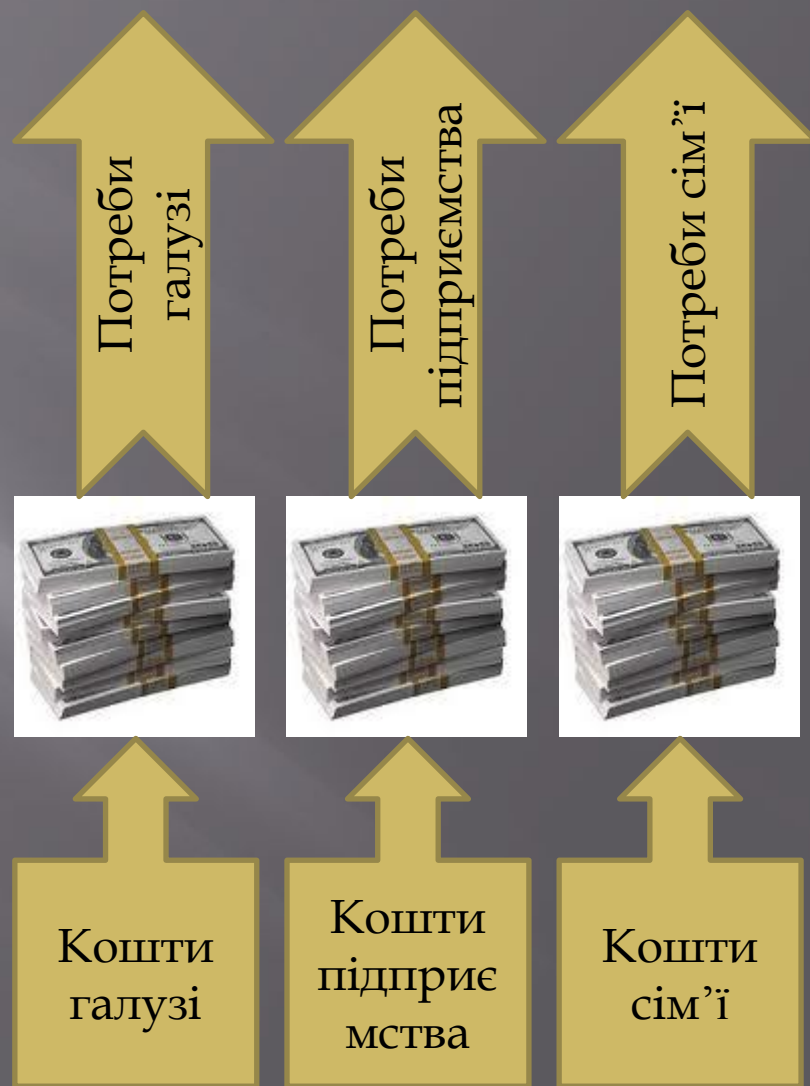 Потреби
галузі
Потреби
підприємства
Потреби сім’ї
Кошти
галузі
Кошти
підприє
мства
Кошти
сім’ї